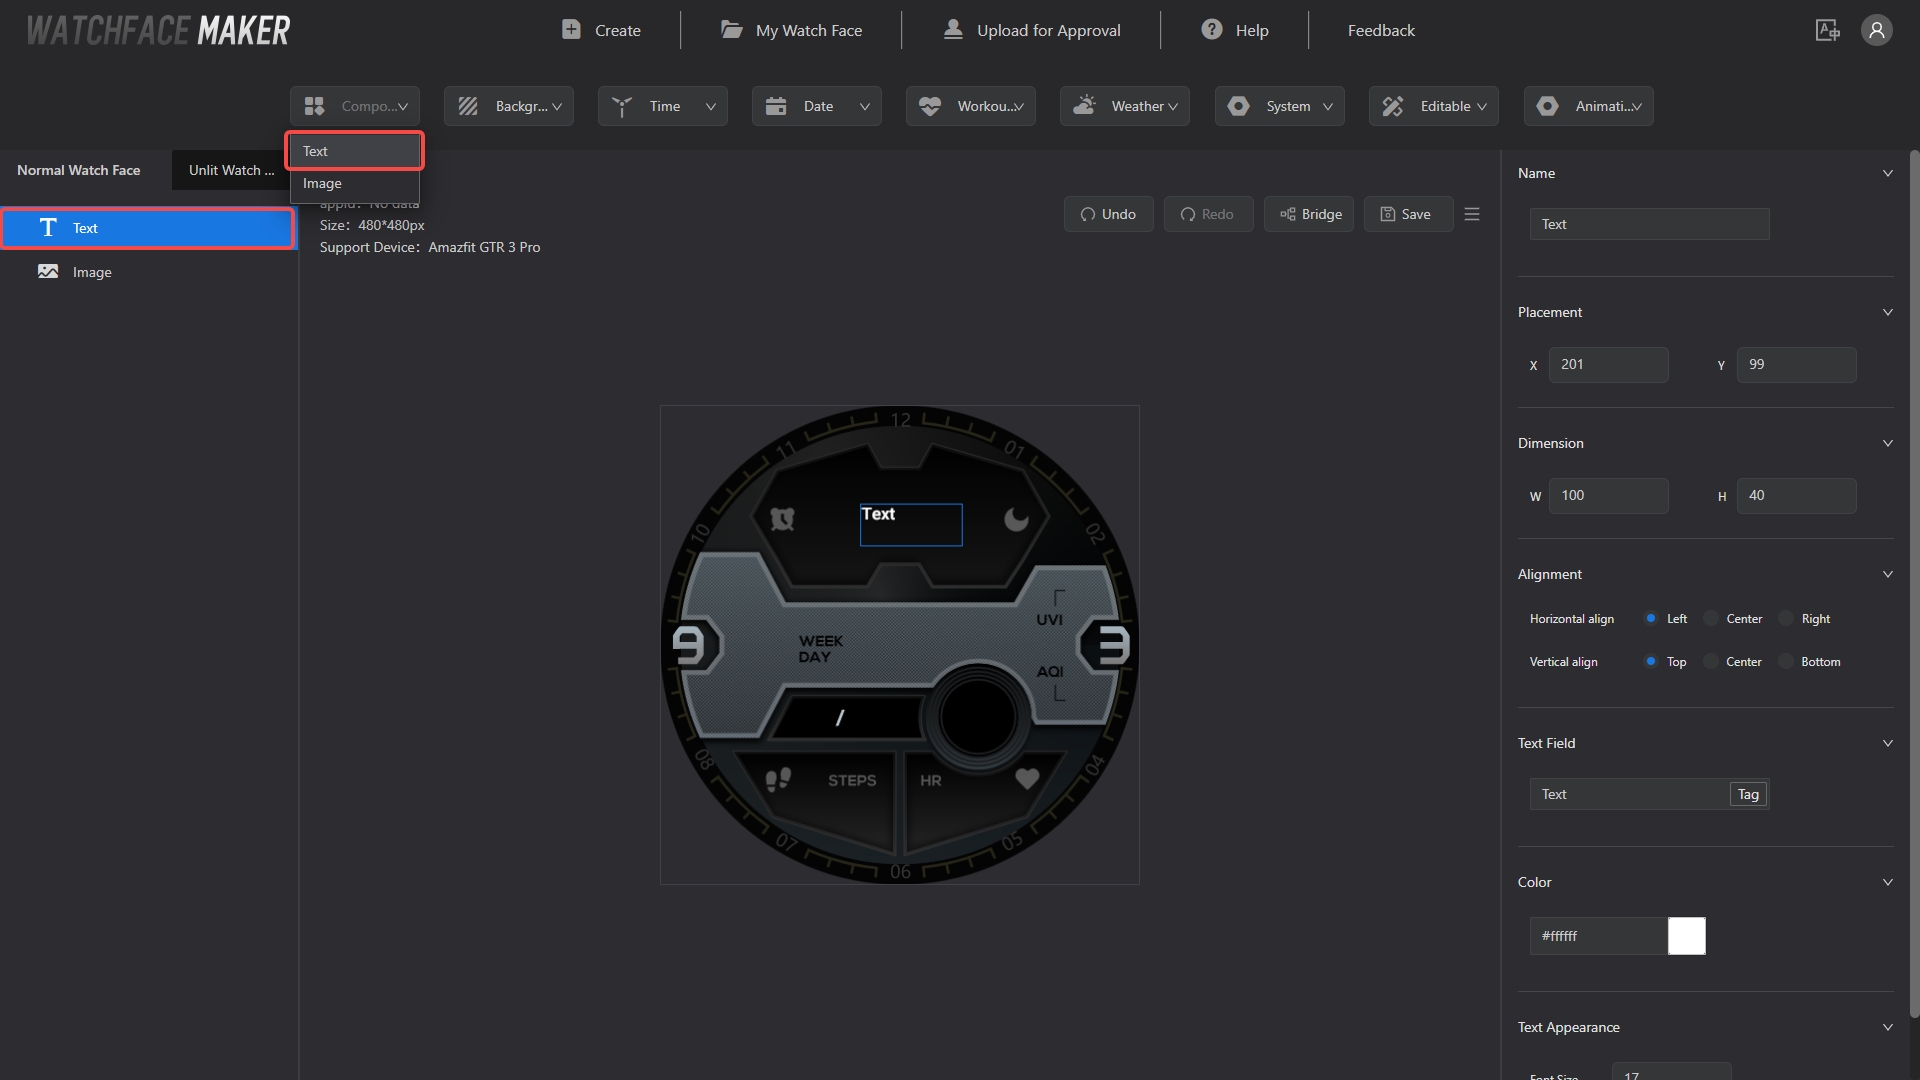 WATCHFACE MAKER
Create
My Watch Face
Upload for Approval
Help
Feedback
Compo...
Backgr...
Time
Date
Workou...
Weather
System
Editable
Animati...
Text
Image
Normal Watch Face
Unlit Watch ...
Text
Image
appId: No data
Size: 480*480px
Support Device: Amazfit GTR 3 Pro
Undo
Redo
Bridge
Save
12
11
01
10
02
Text
UVI
9
WEEK
DAY
3
AQI
/
08
04
STEPS
HR
07
05
06
Name
Text
Placement
X
201
Y
99
Dimension
W
100
H
40
Alignment
Horizontal align
Left
Center
Right
Vertical align
Top
Center
Bottom
Text Field
Text
Tag
Color
#ffffff
Text Appearance
Font Size
17